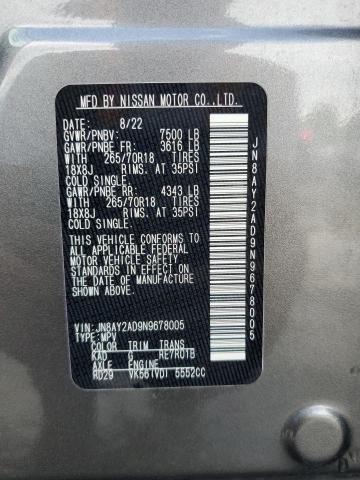 MFD BY NISSAN MOTOR CO.,LTD.
DATE: 8/22
GVWR/PNBV: 7500 LB
GAWR/PNBE FR: 3616 LB
WITH 265/70R18 TIRES
18X8J RIMS. AT 35PSI
COLD SINGLE.
GAWR/PNBE RR: 4343 LB
WITH 265/70R18 TIRES
18X8J RIMS. AT 35PSI
COLD SINGLE.
THIS VEHICLE CONFORMS TO
ALL APPLICABLE FEDERAL
MOTOR VEHICLE SAFETY
STANDARDS IN EFFECT ON
THE DATE OF MANUFACTURE
SHOWN ABOVE.
VIN:JN8AY2AD9N9678005
TYPE:MPV
COLOR TRIM TRANS
KAD G RE7R01B
AXLE ENGINE
RD29 VK56(VD) 5552CC
JN8AY2AD9N9678005